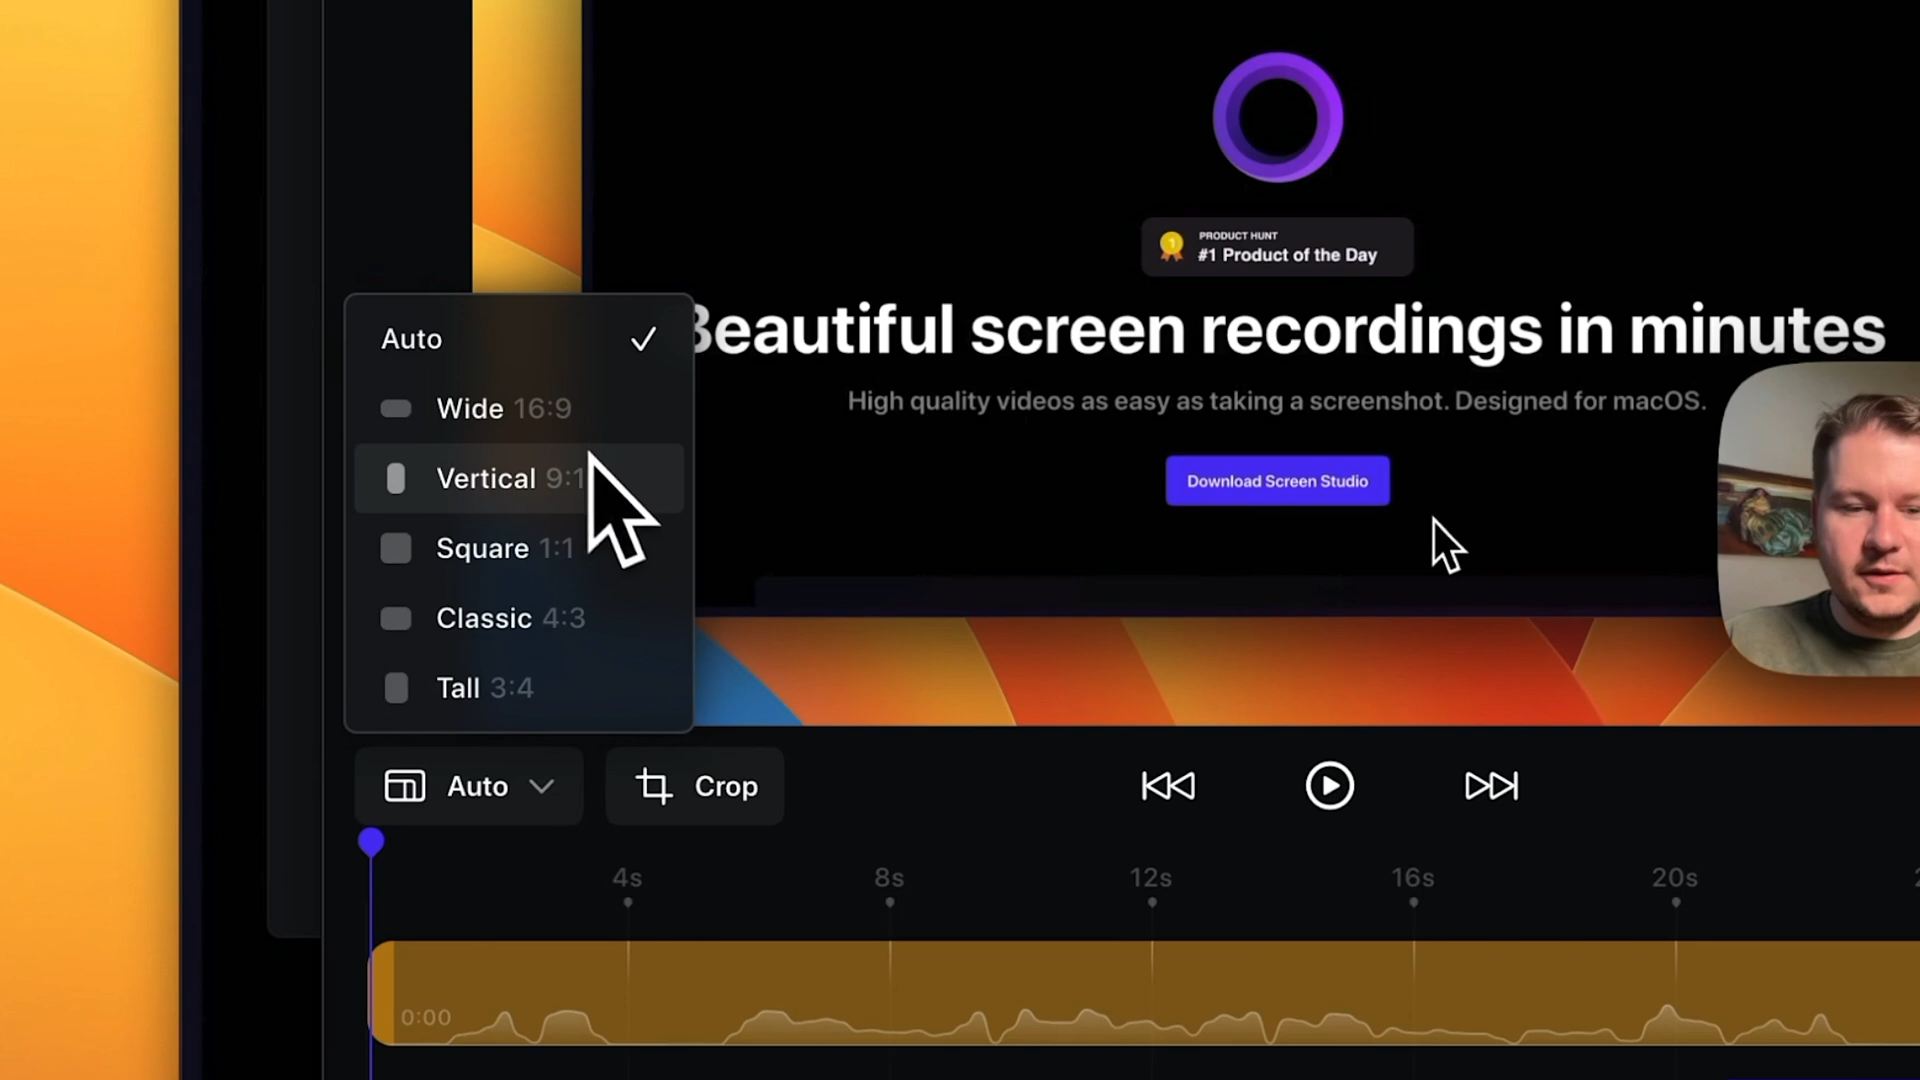 PRODUCT HUNT
#1 Product of the Day
Beautiful screen recordings in minutes
High quality videos as easy as taking a screenshot. Designed for macOS.
Download Screen Studio
Auto
Wide 16:9
Vertical 9:1
Square 1:1
Classic 4:3
Tall 3:4
Auto
Crop
4s 8s 12s 16s 20s
0:00